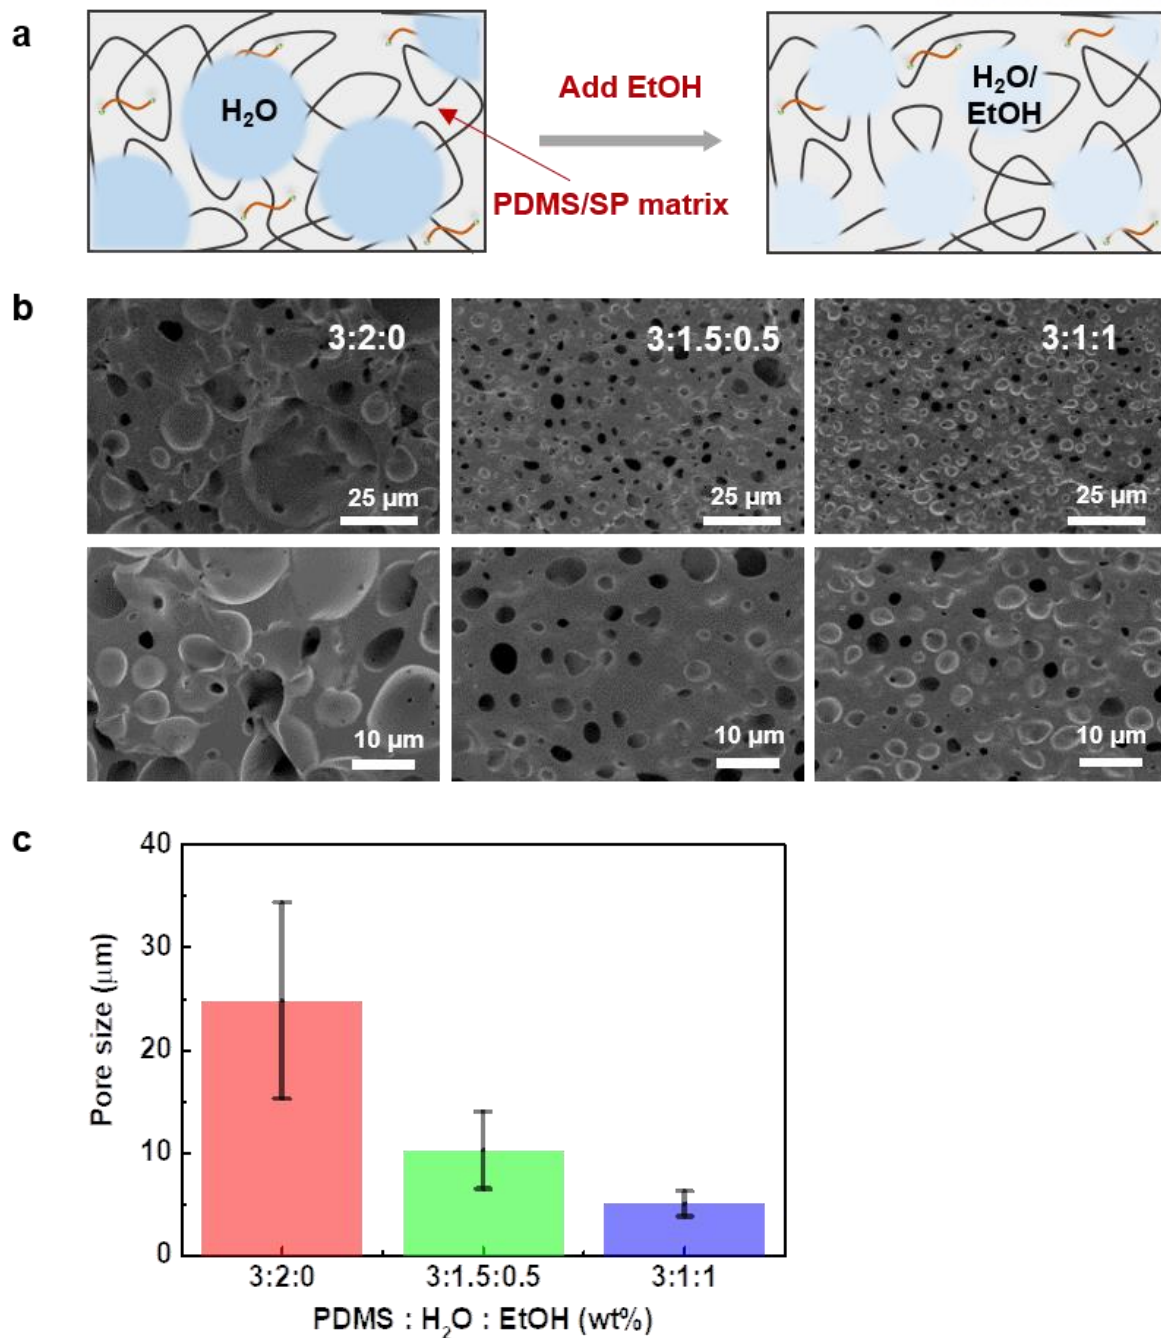 a
H₂O
Add EtOH
PDMS/SP matrix
H₂O/
EtOH
b
3:2:0
25 μm
3:1.5:0.5
25 μm
3:1:1
25 μm
10 μm
10 μm
10 μm
c
Pore size (μm)
40
30
20
10
0
3:2:0
3:1.5:0.5
3:1:1
PDMS : H₂O : EtOH (wt%)